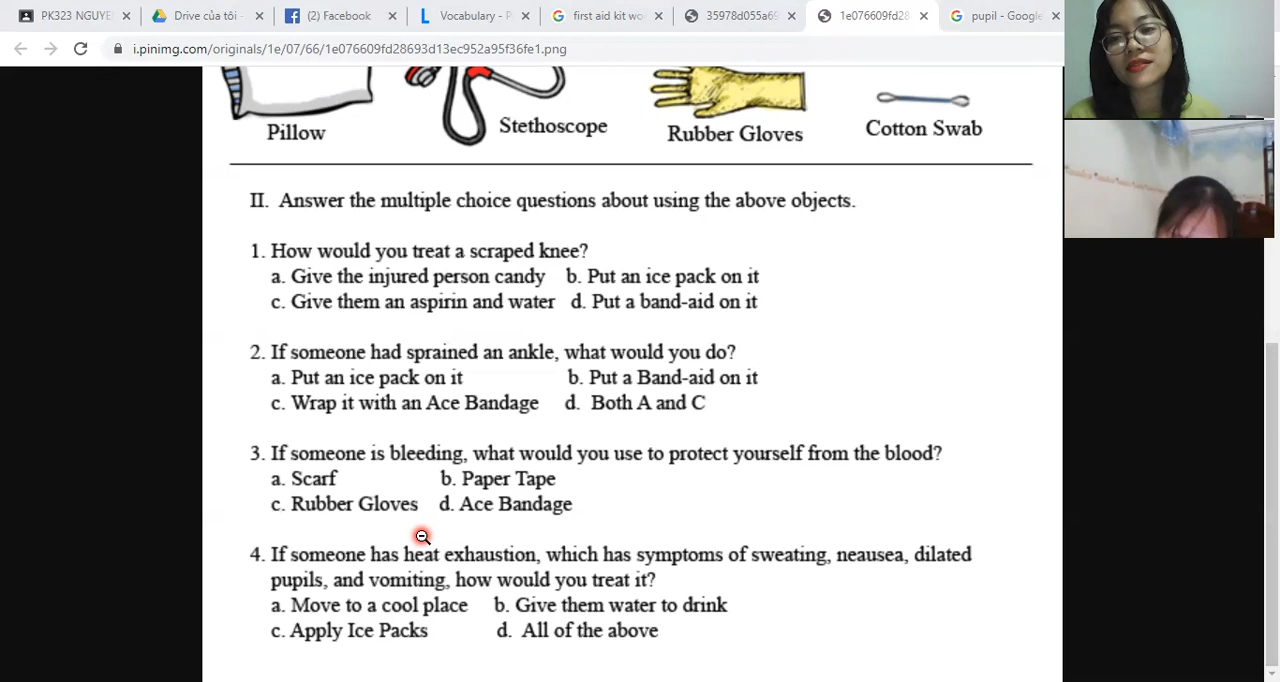 PK323 NGUYE
Drive của tôi -
(2) Facebook
Vocabulary - P
first aid kit wo
35978d055a69
1e076609fd28
pupil - Google
i.pinimg.com/originals/1e/07/66/1e076609fd28693d13ec952a95f36fe1.png
Pillow
Stethoscope
Rubber Gloves
Cotton Swab
II. Answer the multiple choice questions about using the above objects.
1. How would you treat a scraped knee?
a. Give the injured person candy b. Put an ice pack on it
c. Give them an aspirin and water d. Put a band-aid on it
2. If someone had sprained an ankle, what would you do?
a. Put an ice pack on it b. Put a Band-aid on it
c. Wrap it with an Ace Bandage d. Both A and C
3. If someone is bleeding, what would you use to protect yourself from the blood?
a. Scarf b. Paper Tape
c. Rubber Gloves d. Ace Bandage
4. If someone has heat exhaustion, which has symptoms of sweating, neausea, dilated
pupils, and vomiting, how would you treat it?
a. Move to a cool place b. Give them water to drink
c. Apply Ice Packs d. All of the above